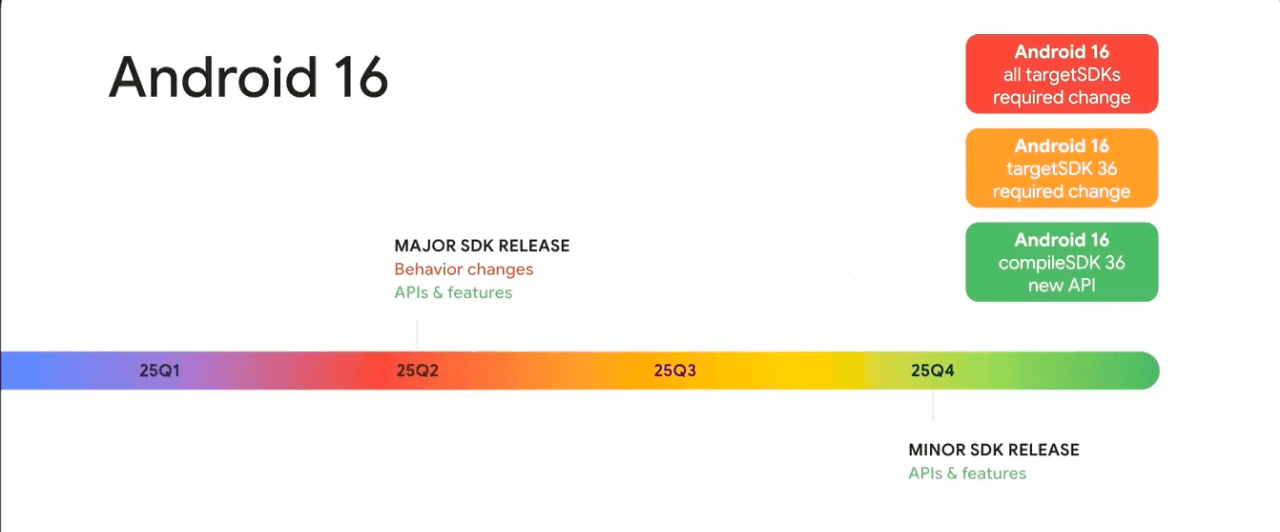 Android 16
Android 16
all targetSDKs
required change
Android 16
targetSDK 36
required change
Android 16
compileSDK 36
new API
MAJOR SDK RELEASE
Behavior changes
APIs & features
25Q1
25Q2
25Q3
25Q4
MINOR SDK RELEASE
APIs & features